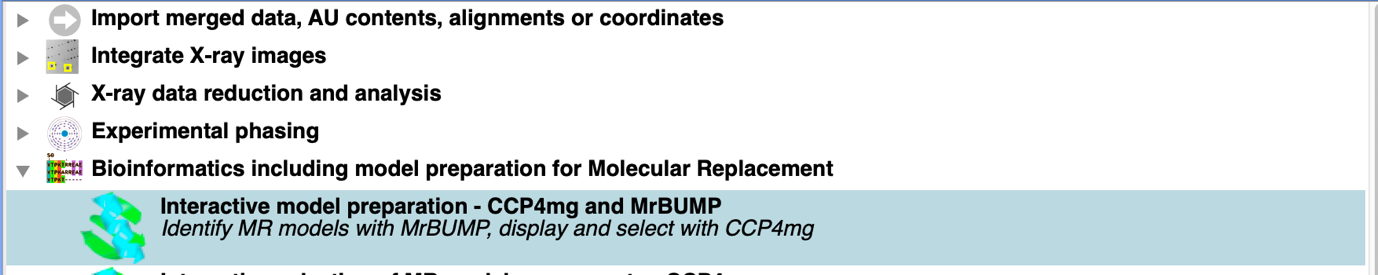 Import merged data, AU contents, alignments or coordinates
Integrate X-ray images
X-ray data reduction and analysis
Experimental phasing
Bioinformatics including model preparation for Molecular Replacement
Interactive model preparation - CCP4mg and MrBUMP
Identify MR models with MrBUMP, display and select with CCP4mg